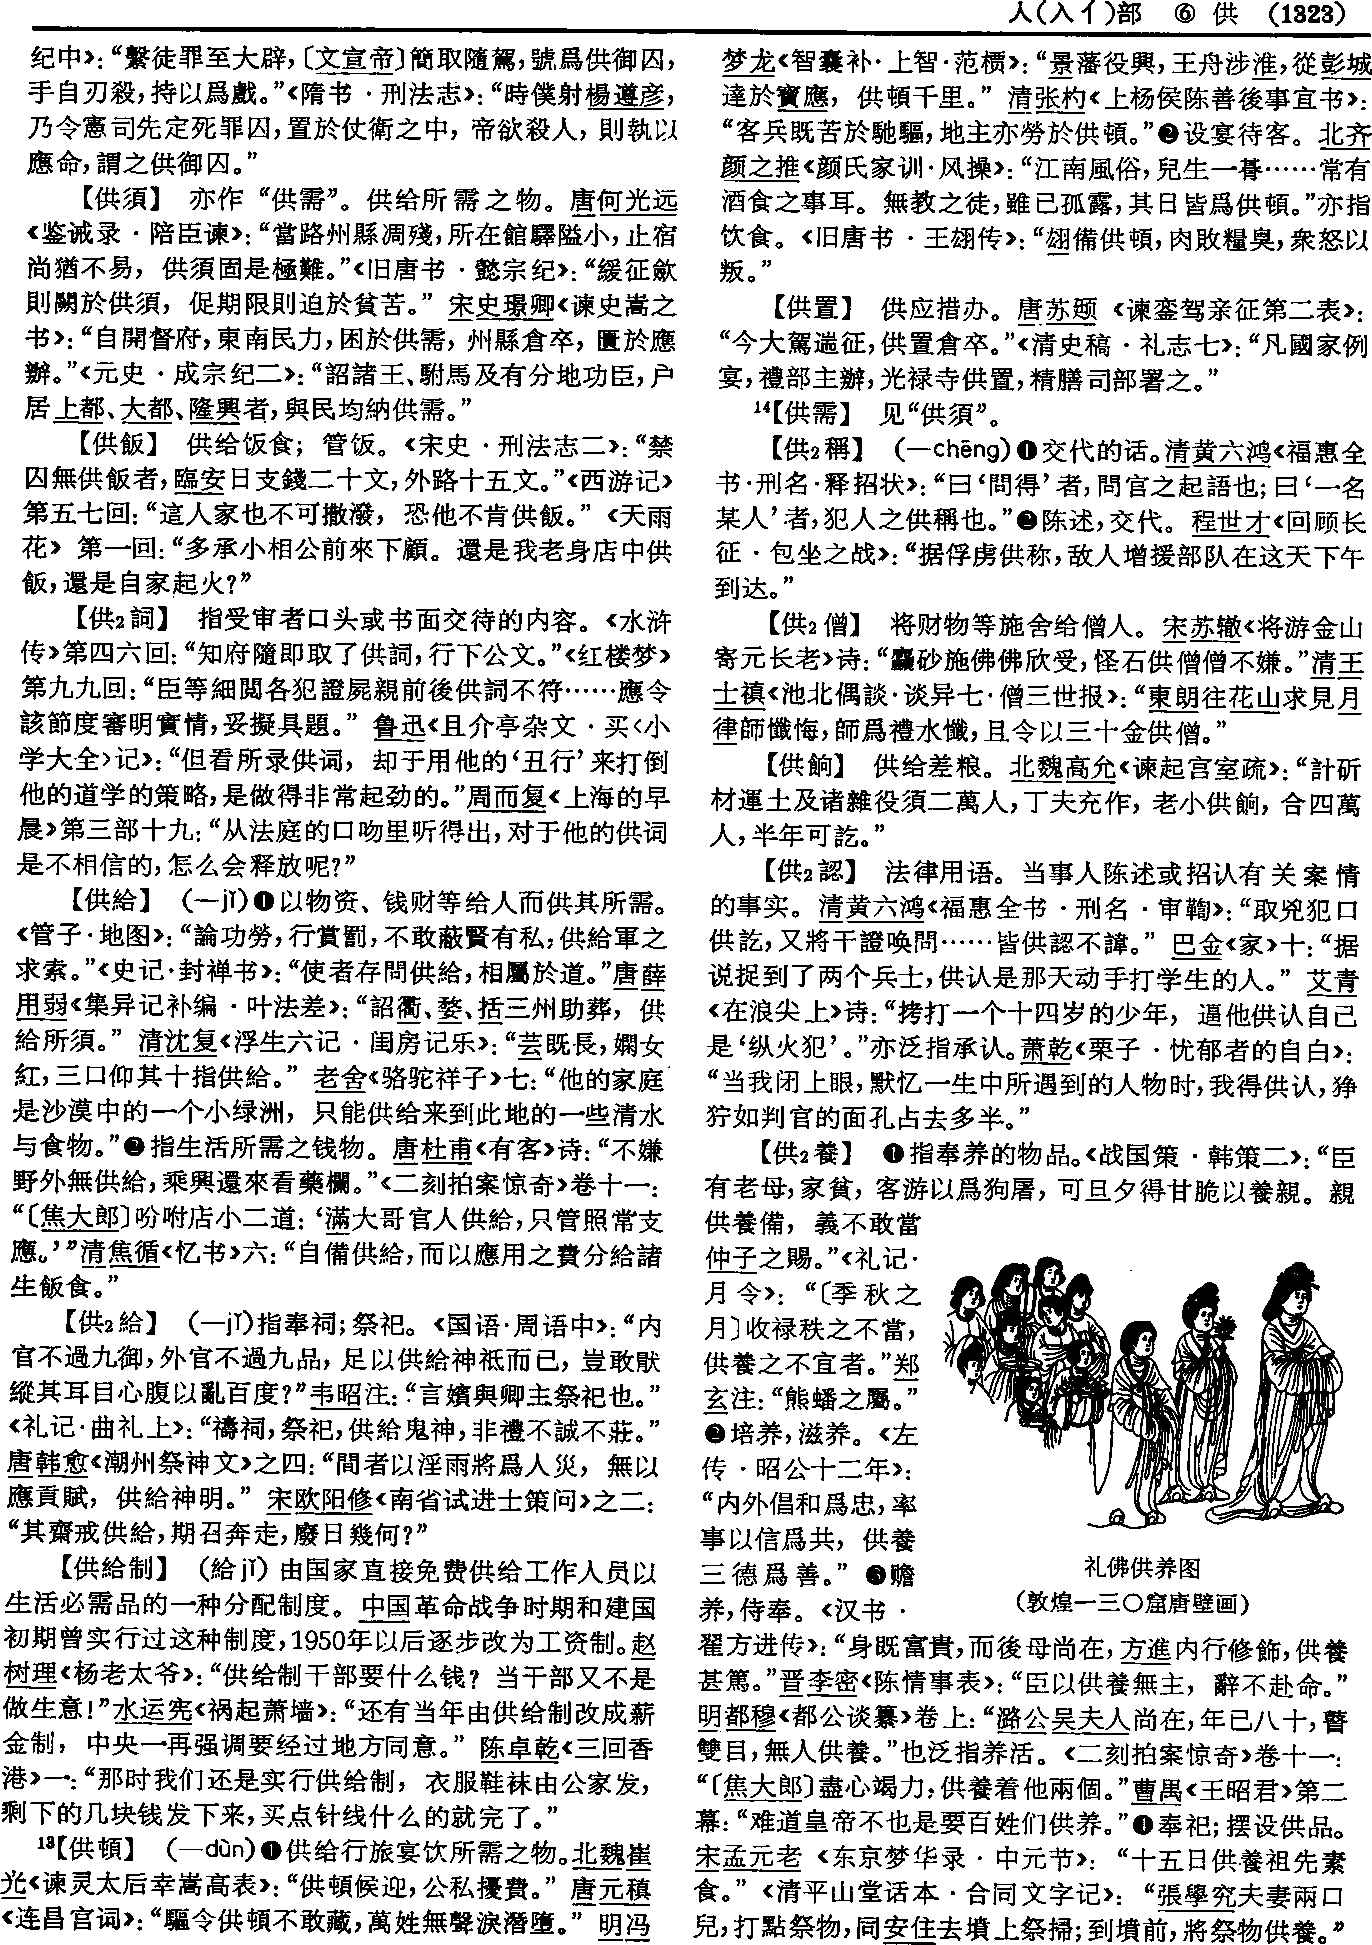 人(入亻)部 ⑥ 供 (1323)
纪中》：“繫徒罪至大辟，〔文宣帝〕簡取隨駕，號爲供御囚，
手自刃殺，持以爲戲。”《隋书·刑法志》：“時僕射楊遵彦，
乃令憲司先定死罪囚，置於仗衛之中，帝欲殺人，則執以
應命，謂之供御囚。”
【供須】 亦作“供需”。供给所需之物。唐何光远
《鉴诫录·陪臣谏》：“當路州縣凋殘，所在館驛隘小，止宿
尚猶不易，供須固是極難。”《旧唐书·懿宗纪》：“緩征斂
則闕於供須，促期限則迫於貧苦。”宋史璟卿《谏史嵩之
书》：“自開督府，東南民力，困於供需，州縣倉卒，匱於應
辦。”《元史·成宗纪二》：“詔諸王、駙馬及有分地功臣，户
居上都、大都、隆興者，與民均納供需。”
【供飯】 供给饭食；管饭。《宋史·刑法志二》：“禁
囚無供飯者，臨安日支錢二十文，外路十五文。”《西游记》
第五七回：“這人家也不可撒潑，恐他不肯供飯。”《天雨
花》第一回：“多承小相公前來下顧。還是我老身店中供
飯，還是自家起火？”
【供₂詞】 指受审者口头或书面交待的内容。《水浒
传》第四六回：“知府隨即取了供詞，行下公文。”《红楼梦》
第九九回：“臣等細閲各犯證屍親前後供詞不符……應令
該節度審明實情，妥擬具題。”鲁迅《且介亭杂文·买〈小
学大全〉记》：“但看所录供词，却于用他的‘丑行’来打倒
他的道学的策略，是做得非常起劲的。”周而复《上海的早
晨》第三部十九：“从法庭的口吻里听得出，对于他的供词
是不相信的，怎么会释放呢？”
【供給】 (—jǐ)❶以物资、钱财等给人而供其所需。
《管子·地图》：“論功勞，行賞罰，不敢蔽賢有私，供給軍之
求索。”《史记·封禅书》：“使者存問供給，相屬於道。”唐薛
用弱《集异记补编·叶法差》：“詔衢、婺、括三州助葬，供
給所須。”清沈复《浮生六记·闺房记乐》：“芸既長，嫻女
紅，三口仰其十指供給。”老舍《骆驼祥子》七：“他的家庭
是沙漠中的一个小绿洲，只能供给来到此地的一些清水
与食物。”❷指生活所需之钱物。唐杜甫《有客》诗：“不嫌
野外無供給，乘興還來看藥欄。”《二刻拍案惊奇》卷十一：
“〔焦大郎〕吩咐店小二道：‘滿大哥官人供給，只管照常支
應。’”清焦循《忆书》六：“自備供給，而以應用之費分給諸
生飯食。”
【供₂給】 (—jǐ)指奉祠；祭祀。《国语·周语中》：“内
官不過九御，外官不過九品，足以供給神祇而已，豈敢猒
縱其耳目心腹以亂百度？”韦昭注：“言嬪與卿主祭祀也。”
《礼记·曲礼上》：“禱祠，祭祀，供給鬼神，非禮不誠不莊。”
唐韩愈《潮州祭神文》之四：“間者以淫雨將爲人災，無以
應貢賦，供給神明。”宋欧阳修《南省试进士策问》之二：
“其齋戒供給，期召奔走，廢日幾何？”
【供給制】 (給jǐ)由国家直接免费供给工作人员以
生活必需品的一种分配制度。中国革命战争时期和建国
初期曾实行过这种制度，1950年以后逐步改为工资制。赵
树理《杨老太爷》：“供给制干部要什么钱？当干部又不是
做生意！”水运宪《祸起萧墙》：“还有当年由供给制改成薪
金制，中央一再强调要经过地方同意。”陈卓乾《三回香
港》一：“那时我们还是实行供给制，衣服鞋袜由公家发，
剩下的几块钱发下来，买点针线什么的就完了。”
¹³【供頓】 (—dùn)❶供给行旅宴饮所需之物。北魏崔
光《谏灵太后幸嵩高表》：“供頓候迎，公私擾費。”唐元稹
《连昌宫词》：“驅令供頓不敢藏，萬姓無聲淚潛墮。”明冯
梦龙《智囊补·上智·范槚》：“景藩役興，王舟涉淮，從彭城
達於寶應，供頓千里。”清张杓《上杨侯陈善後事宜书》：
“客兵既苦於馳驅，地主亦勞於供頓。”❷设宴待客。北齐
颜之推《颜氏家训·风操》：“江南風俗，兒生一朞……常有
酒食之事耳。無教之徒，雖已孤露，其日皆爲供頓。”亦指
饮食。《旧唐书·王翃传》：“翃備供頓，肉敗糧臭，衆怒以
叛。”
【供置】 供应措办。唐苏颋《谏銮驾亲征第二表》：
“今大駕遄征，供置倉卒。”《清史稿·礼志七》：“凡國家例
宴，禮部主辦，光禄寺供置，精膳司部署之。”
¹⁴【供需】 见“供須”。
【供₂稱】 (—chēng)❶交代的话。清黄六鸿《福惠全
书·刑名·释招状》：“曰‘問得’者，問官之起語也；曰‘一名
某人’者，犯人之供稱也。”❷陈述，交代。程世才《回顾长
征·包坐之战》：“据俘虏供称，敌人增援部队在这天下午
到达。”
【供₂僧】 将财物等施舍给僧人。宋苏辙《将游金山
寄元长老》诗：“麤砂施佛佛欣受，怪石供僧僧不嫌。”清王
士禛《池北偶談·谈异七·僧三世报》：“東朗往花山求見月
律師懺悔，師爲禮水懺，且令以三十金供僧。”
【供餉】 供给差粮。北魏高允《谏起宫室疏》：“計斫
材運土及诸雜役須二萬人，丁夫充作，老小供餉，合四萬
人，半年可訖。”
【供₂認】 法律用语。当事人陈述或招认有关案情
的事实。清黄六鸿《福惠全书·刑名·审鞫》：“取兇犯口
供訖，又將干證唤問……皆供認不諱。”巴金《家》十：“据
说捉到了两个兵士，供认是那天动手打学生的人。”艾青
《在浪尖上》诗：“拷打一个十四岁的少年，逼他供认自己
是‘纵火犯’。”亦泛指承认。萧乾《栗子·忧郁者的自白》：
“当我闭上眼，默忆一生中所遇到的人物时，我得供认，狰
狞如判官的面孔占去多半。”
【供₂養】 ❶指奉养的物品。《战国策·韩策二》：“臣
有老母，家貧，客游以爲狗屠，可旦夕得甘脆以養親。親
供養備，義不敢當
仲子之賜。”《礼记·
月令》：“〔季秋之
月〕收禄秩之不當，
供養之不宜者。”郑
玄注：“熊蟠之屬。”
❷培养，滋养。《左
传·昭公十二年》：
“内外倡和爲忠，率
事以信爲共，供養
三德爲善。”❸赡
养，侍奉。《汉书·
翟方进传》：“身既富貴，而後母尚在，方進内行修飾，供養
甚篤。”晋李密《陈情事表》：“臣以供養無主，辭不赴命。”
明都穆《都公谈纂》卷上：“潞公吴夫人尚在，年已八十，瞽
雙目，無人供養。”也泛指养活。《二刻拍案惊奇》卷十一：
“〔焦大郎〕盡心竭力，供養着他兩個。”曹禺《王昭君》第二
幕：“难道皇帝不也是要百姓们供养。”❹奉祀；摆设供品。
宋孟元老《东京梦华录·中元节》：“十五日供養祖先素
食。”《清平山堂话本·合同文字记》：“張學究夫妻兩口
兒，打點祭物，同安住去墳上祭掃；到墳前，將祭物供養。”
礼佛供养图
(敦煌一三〇窟唐壁画)